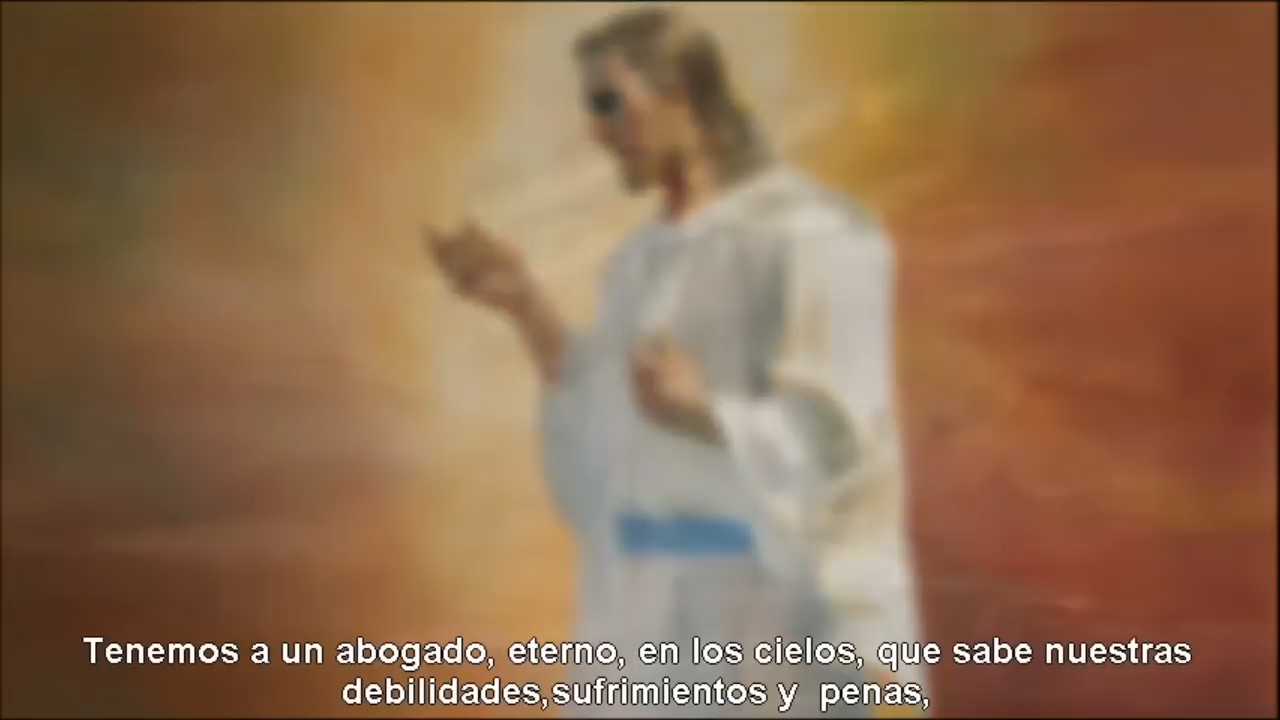 Tenemos a un abogado, eterno, en los cielos, que sabe nuestras
debilidades,sufrimientos y  penas,